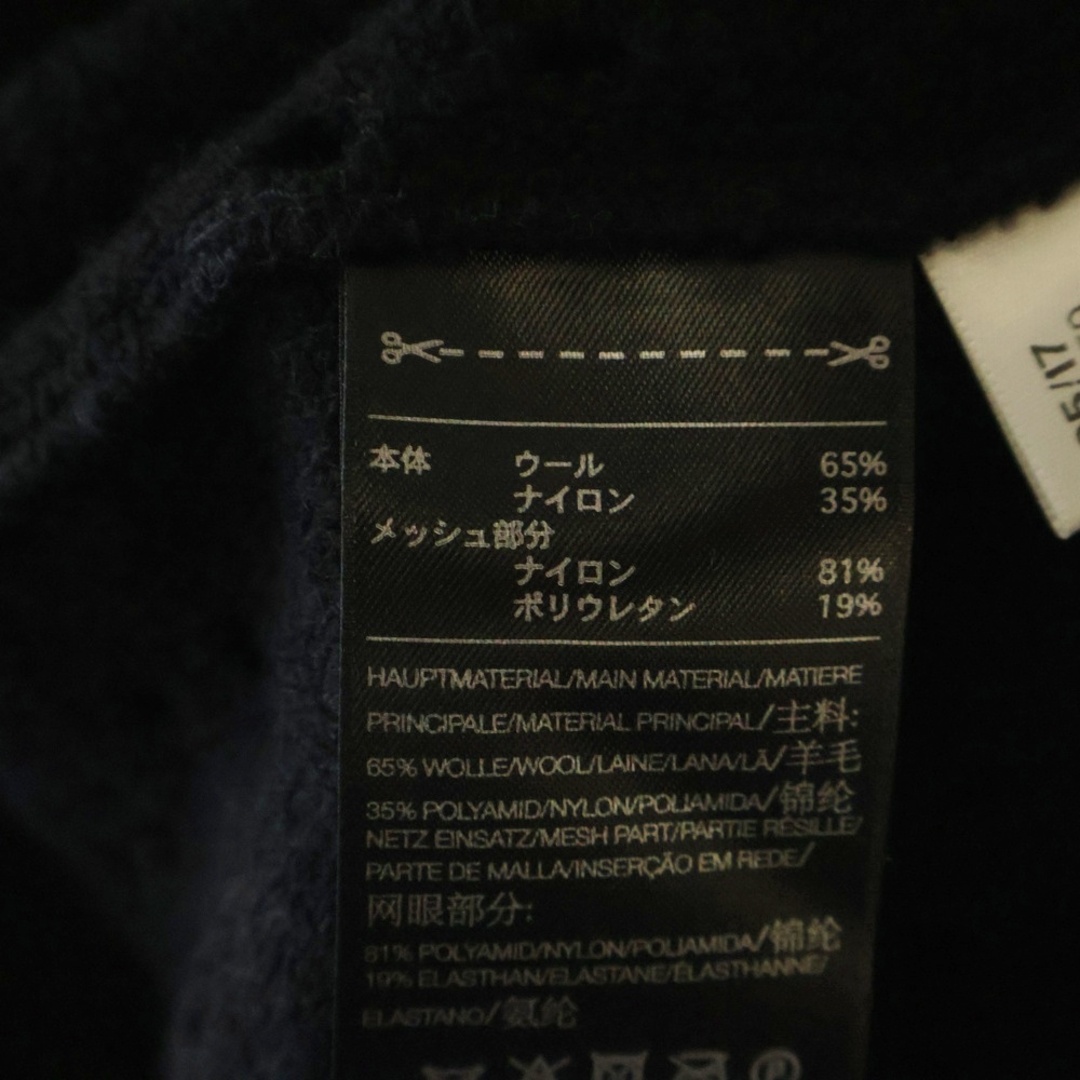 本体 ウール 65%
ナイロン 35%
メッシュ部分
ナイロン 81%
ポリウレタン 19%
HAUPTMATERIAL/MAIN MATERIAL/MATIERE
PRINCIPALE/MATERIAL PRINCIPAL/主料:
65% WOLLE/WOOL/LAINE/LANA/LÃ/羊毛
35% POLYAMID/NYLON/POLIAMIDA/锦纶
NETZ EINSATZ/MESH PART/PARTIE RÉSILLE/
PARTE DE MALLA/INSERÇÃO EM REDE/
网眼部分:
81% POLYAMID/NYLON/POLIAMIDA/锦纶
19% ELASTHAN/ELASTANE/ÉLASTHANNE/
ELASTANO/氨纶
5/17